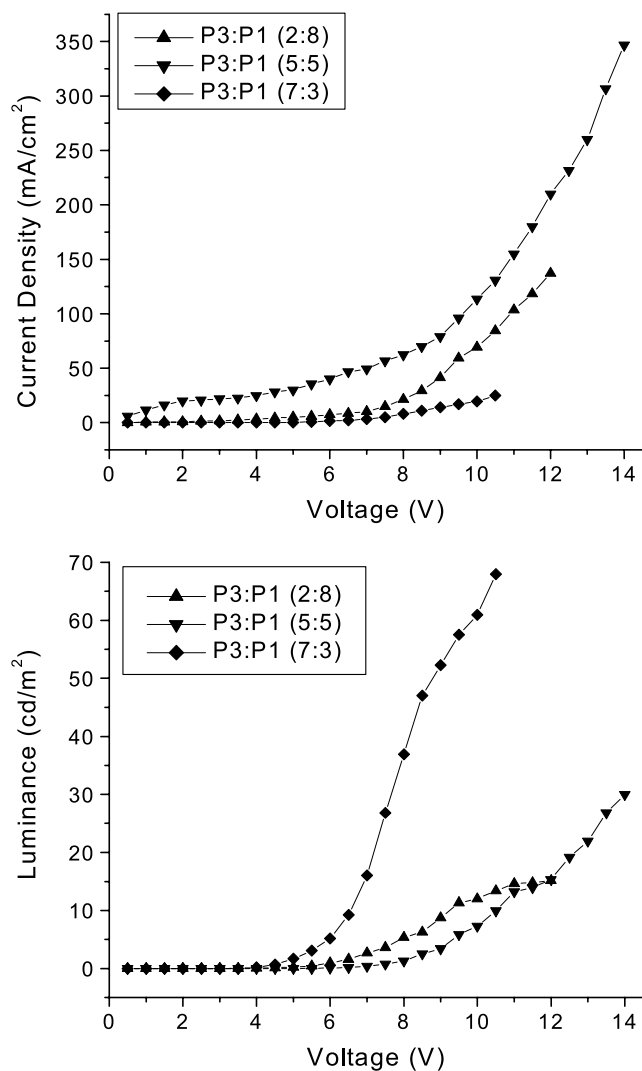 350
300
250
200
150
100
50
0
Current Density (mA/cm²)
P3:P1 (2:8)
P3:P1 (5:5)
P3:P1 (7:3)
0 2 4 6 8 10 12 14
Voltage (V)
70
60
50
40
30
20
10
0
Luminance (cd/m²)
P3:P1 (2:8)
P3:P1 (5:5)
P3:P1 (7:3)
0 2 4 6 8 10 12 14
Voltage (V)